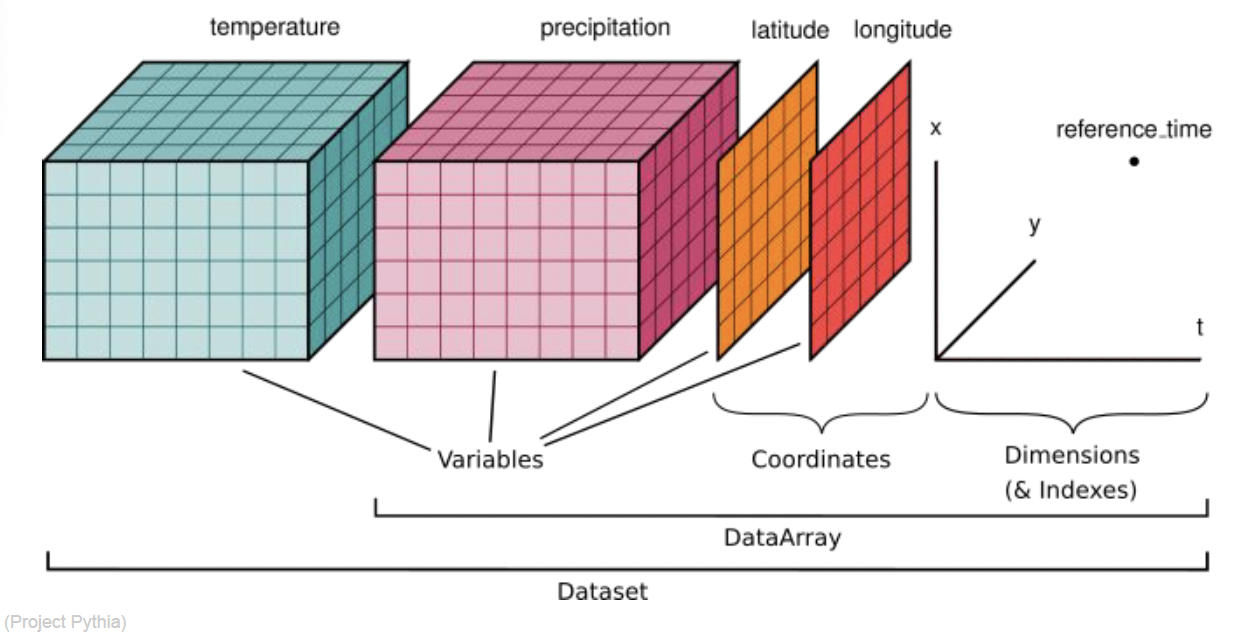 temperature
precipitation
latitude
longitude
x
reference_time
y
t
Variables
Coordinates
Dimensions
(& Indexes)
DataArray
Dataset
(Project Pythia)